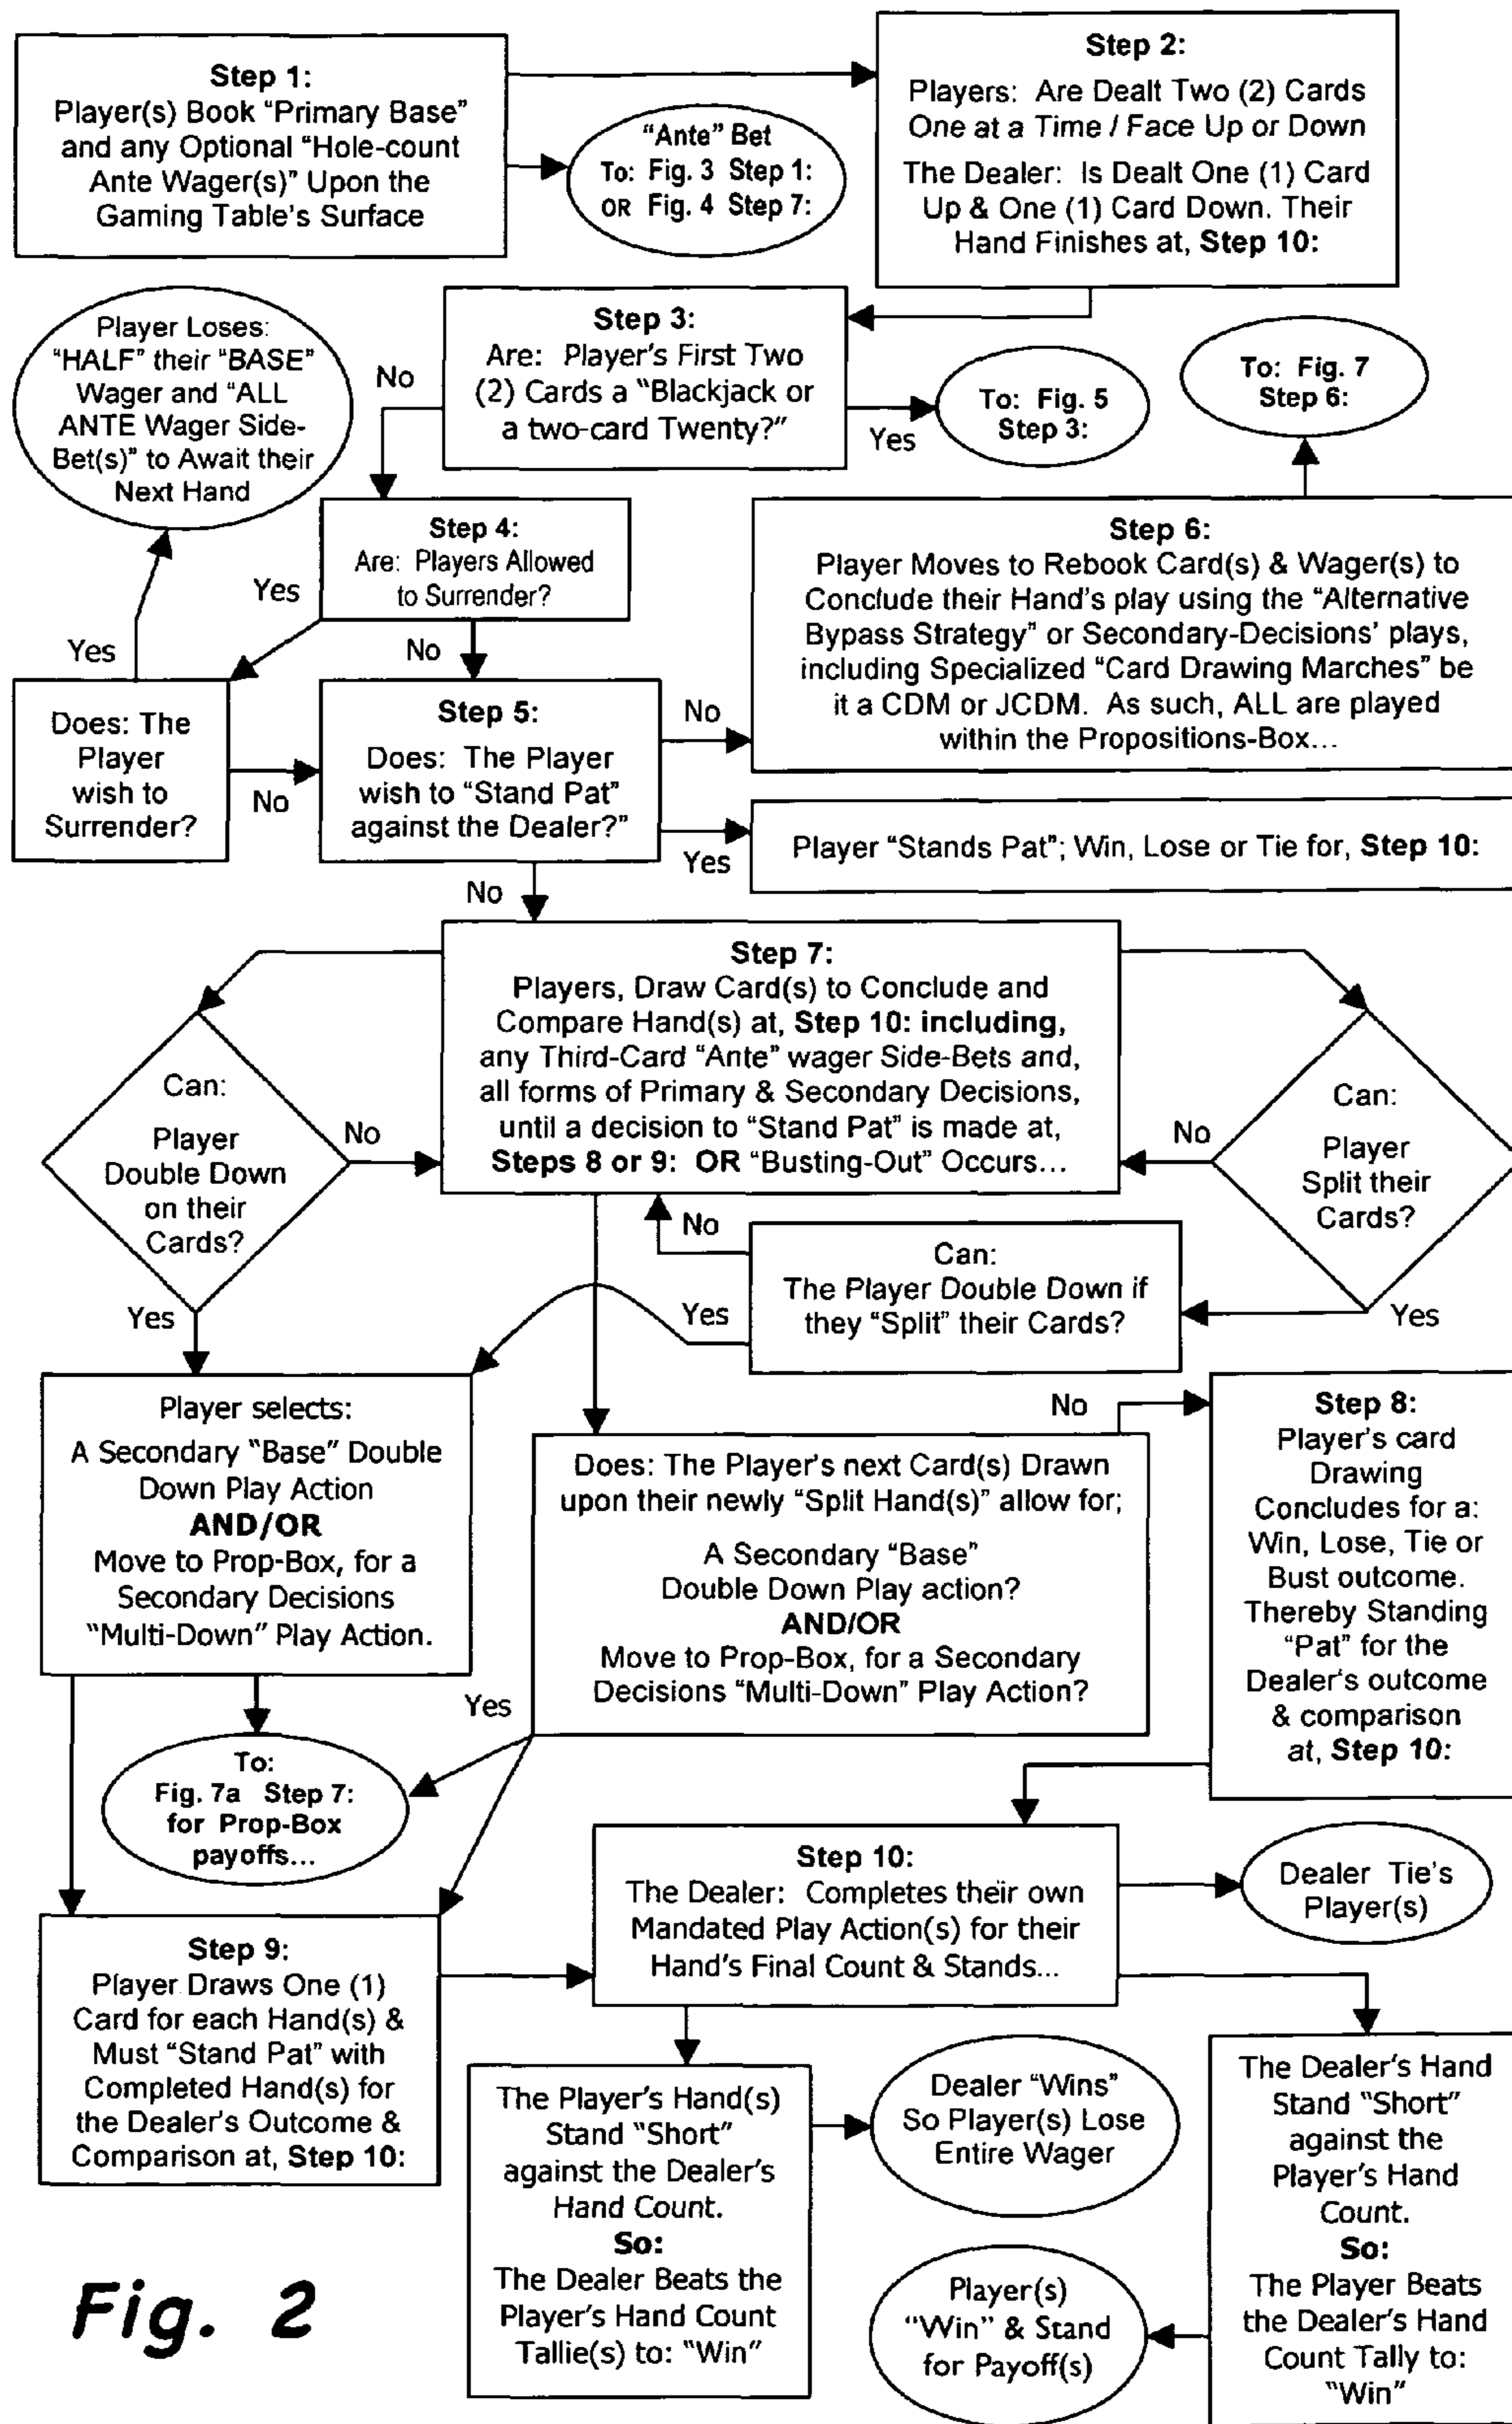 Step 1:
Player(s) Book “Primary Base”
and any Optional “Hole-count
Ante Wager(s)” Upon the
Gaming Table's Surface
“Ante” Bet
To: Fig. 3 Step 1:
OR Fig. 4 Step 7:
Step 2:
Players: Are Dealt Two (2) Cards
One at a Time / Face Up or Down
The Dealer: Is Dealt One (1) Card
Up & One (1) Card Down. Their
Hand Finishes at, Step 10:
Player Loses:
“HALF” their “BASE”
Wager and “ALL
ANTE Wager Side-
Bet(s)” to Await their
Next Hand
No
Step 3:
Are: Player's First Two
(2) Cards a “Blackjack or
a two-card Twenty?”
Yes
To: Fig. 5
Step 3:
To: Fig. 7
Step 6:
Yes
Yes
Step 4:
Are: Players Allowed
to Surrender?
No
Step 6:
Player Moves to Rebook Card(s) & Wager(s) to
Conclude their Hand's play using the “Alternative
Bypass Strategy” or Secondary-Decisions' plays,
including Specialized “Card Drawing Marches” be
it a CDM or JCDM. As such, ALL are played
within the Propositions-Box...
Does: The
Player
wish to
Surrender?
No
Step 5:
Does: The Player
wish to “Stand Pat”
against the Dealer?”
No
Yes
Player “Stands Pat”; Win, Lose or Tie for, Step 10:
No
Step 7:
Players, Draw Card(s) to Conclude and
Compare Hand(s) at, Step 10: including,
any Third-Card “Ante” wager Side-Bets and,
all forms of Primary & Secondary Decisions,
until a decision to “Stand Pat” is made at,
Steps 8 or 9: OR “Busting-Out” Occurs...
Can:
Player
Double Down
on their
Cards?
No
Yes
Can:
Player
Split their
Cards?
No
Yes
No
Can:
The Player Double Down if
they “Split” their Cards?
Yes
Player selects:
A Secondary “Base” Double
Down Play Action
AND/OR
Move to Prop-Box, for a
Secondary Decisions
“Multi-Down” Play Action.
No
Does: The Player's next Card(s) Drawn
upon their newly “Split Hand(s)” allow for;
A Secondary “Base”
Double Down Play action?
AND/OR
Move to Prop-Box, for a Secondary
Decisions “Multi-Down” Play Action?
Yes
Step 8:
Player's card
Drawing
Concludes for a:
Win, Lose, Tie or
Bust outcome.
Thereby Standing
“Pat” for the
Dealer's outcome
& comparison
at, Step 10:
To:
Fig. 7a Step 7:
for Prop-Box
payoffs...
Step 9:
Player Draws One (1)
Card for each Hand(s) &
Must “Stand Pat” with
Completed Hand(s) for
the Dealer's Outcome &
Comparison at, Step 10:
Step 10:
The Dealer: Completes their own
Mandated Play Action(s) for their
Hand's Final Count & Stands...
Dealer Tie's
Player(s)
The Player's Hand(s)
Stand “Short”
against the Dealer's
Hand Count.
So:
The Dealer Beats the
Player's Hand Count
Tallie(s) to: “Win”
Dealer “Wins”
So Player(s) Lose
Entire Wager
The Dealer's Hand
Stand “Short”
against the
Player's Hand
Count.
So:
The Player Beats
the Dealer's Hand
Count Tally to:
“Win”
Player(s)
“Win” & Stand
for Payoff(s)
Fig. 2